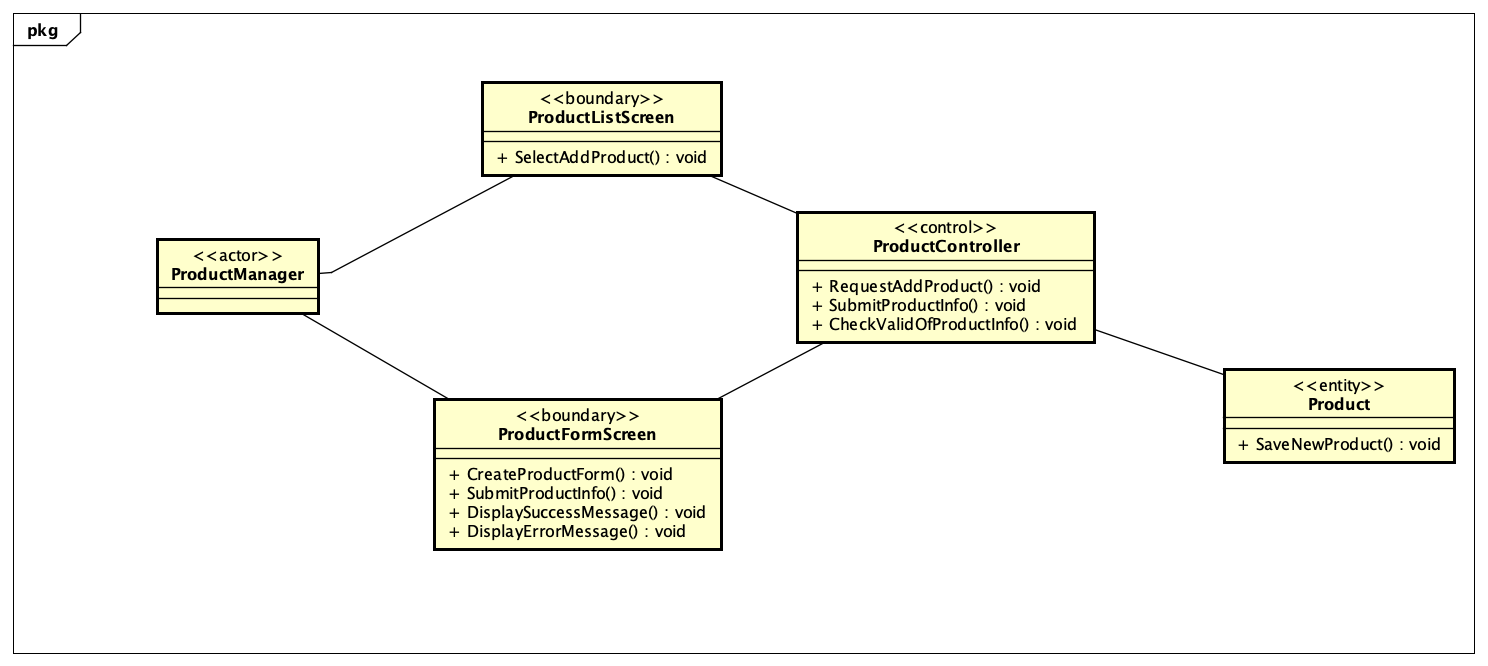 pkg
<<boundary>>
ProductListScreen
+ SelectAddProduct() : void
<<actor>>
ProductManager
<<control>>
ProductController
+ RequestAddProduct() : void
+ SubmitProductInfo() : void
+ CheckValidOfProductInfo() : void
<<boundary>>
ProductFormScreen
+ CreateProductForm() : void
+ SubmitProductInfo() : void
+ DisplaySuccessMessage() : void
+ DisplayErrorMessage() : void
<<entity>>
Product
+ SaveNewProduct() : void